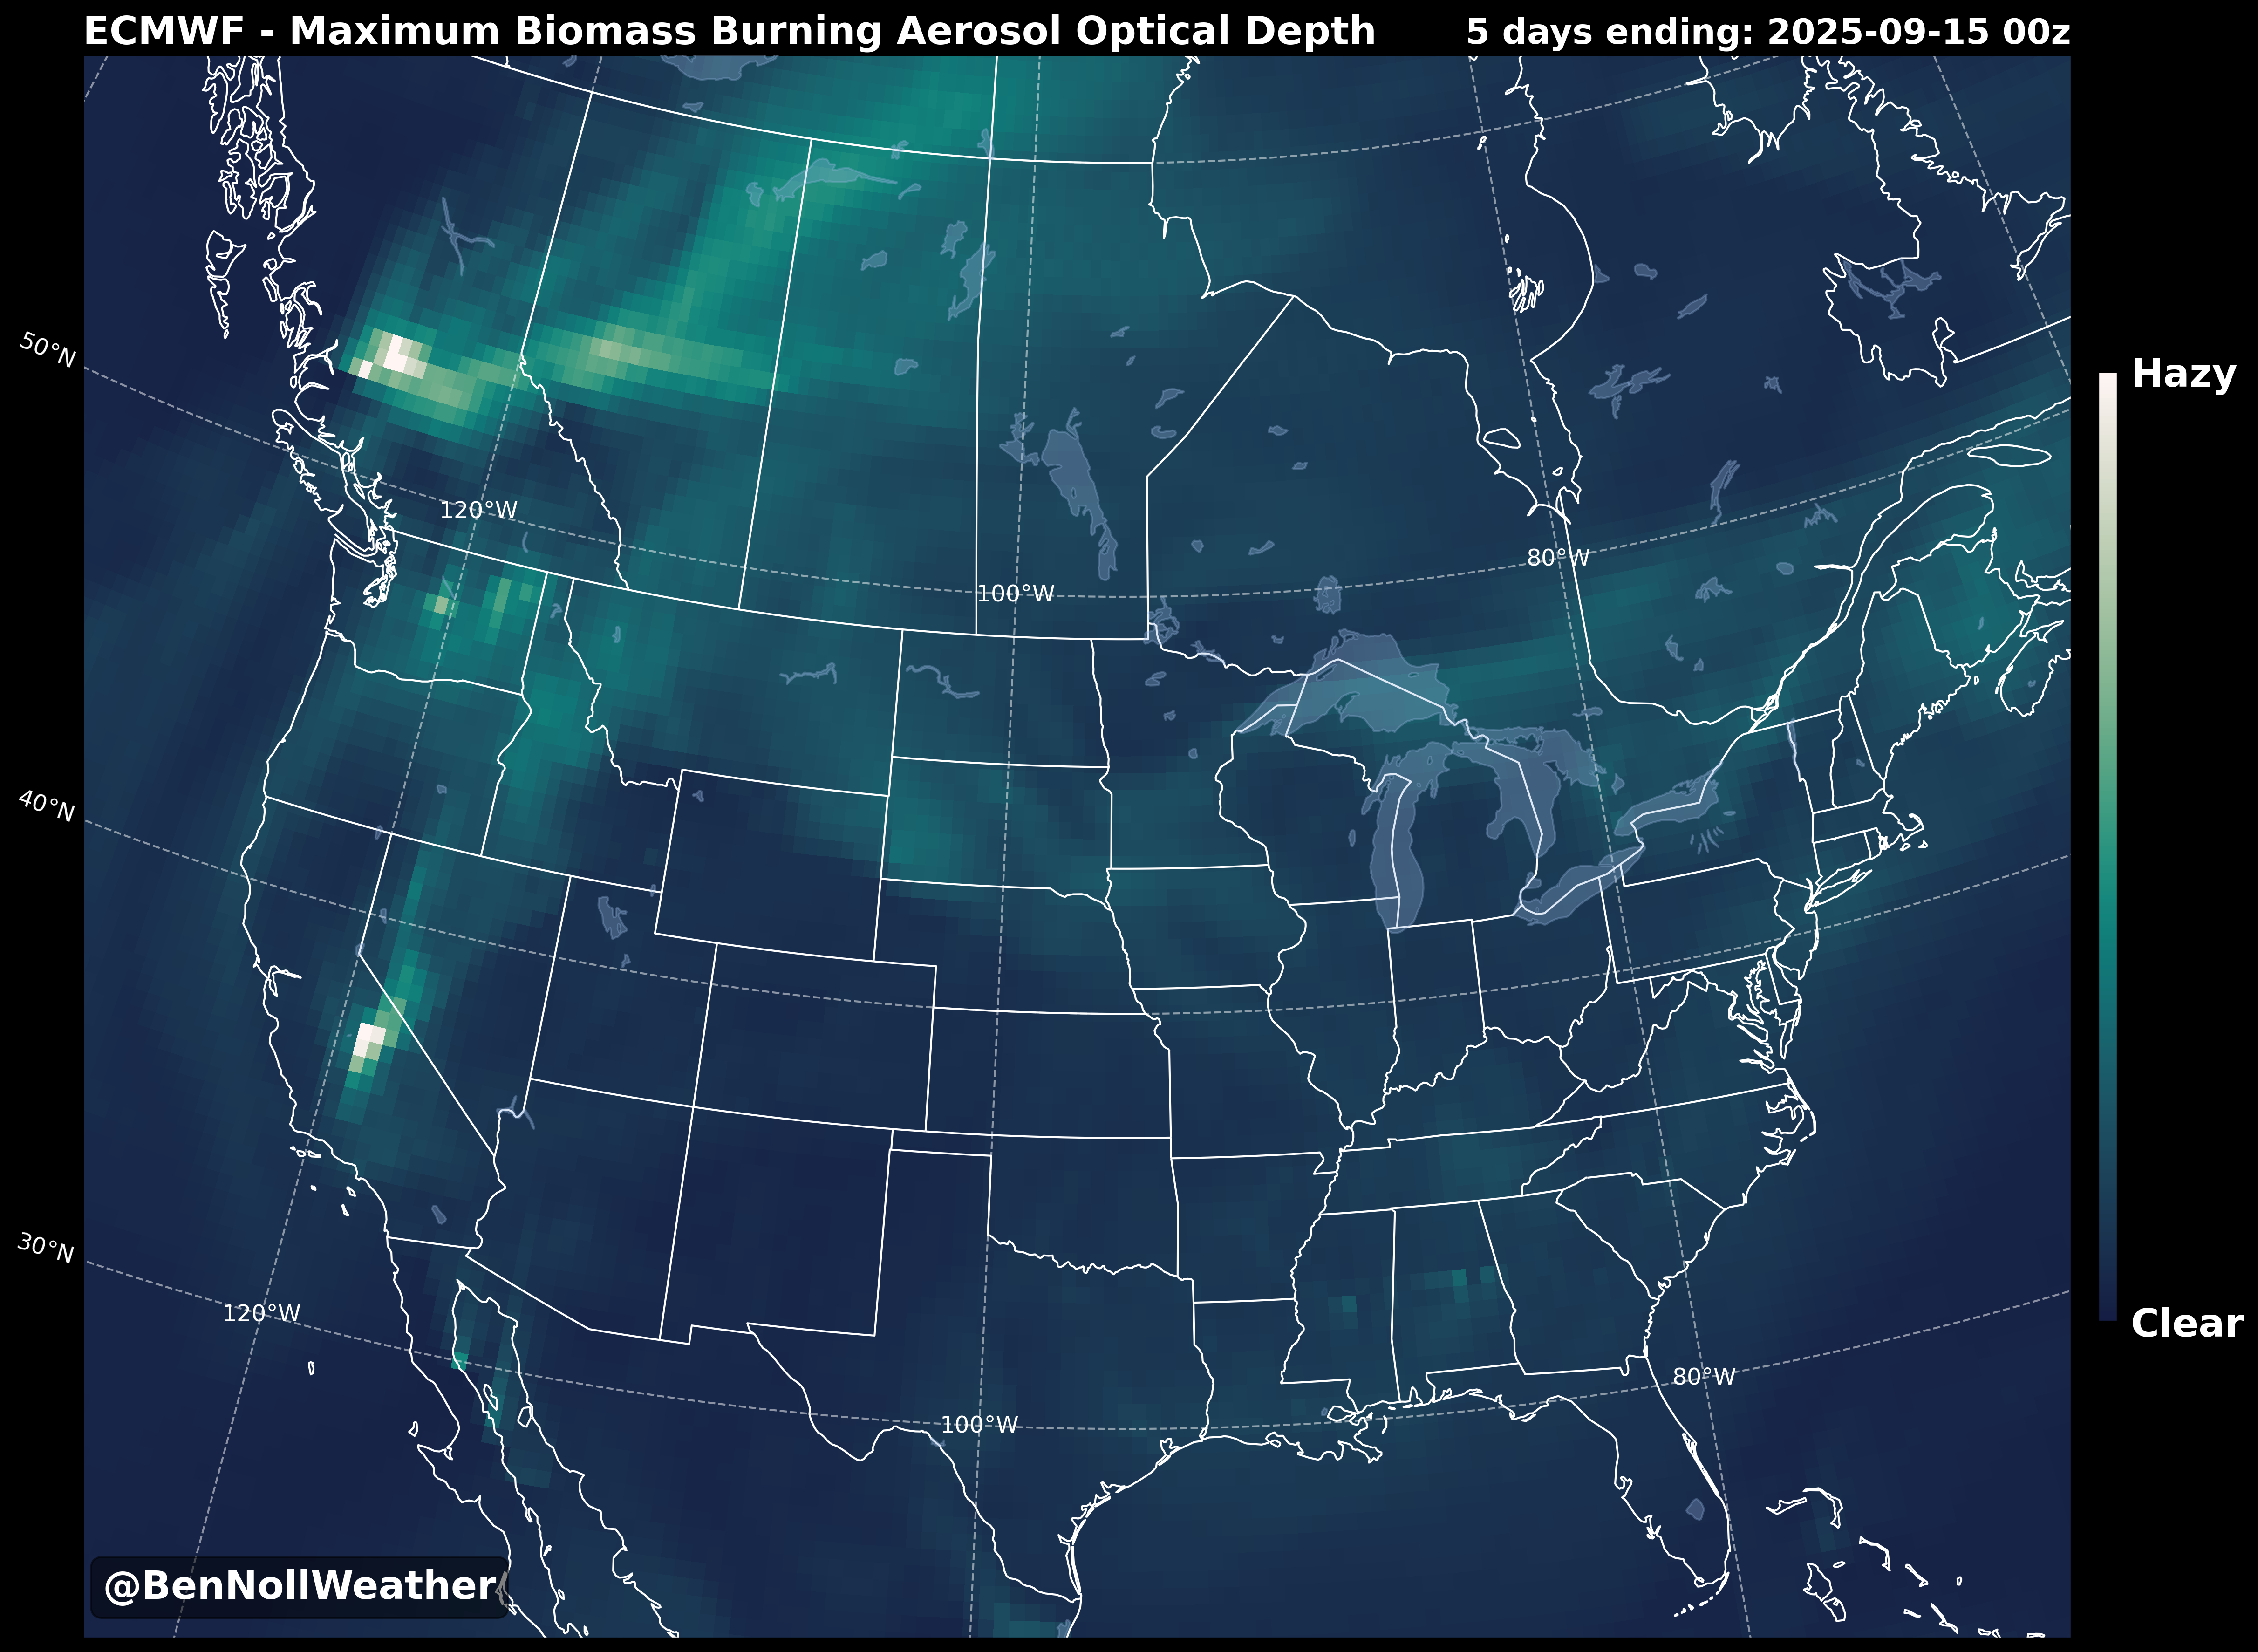 ECMWF - Maximum Biomass Burning Aerosol Optical Depth
5 days ending: 2025-09-15 00z
50°N
Hazy
120°W
80°W
100°W
40°N
30°N
120°W
Clear
80°W
100°W
@BenNollWeather